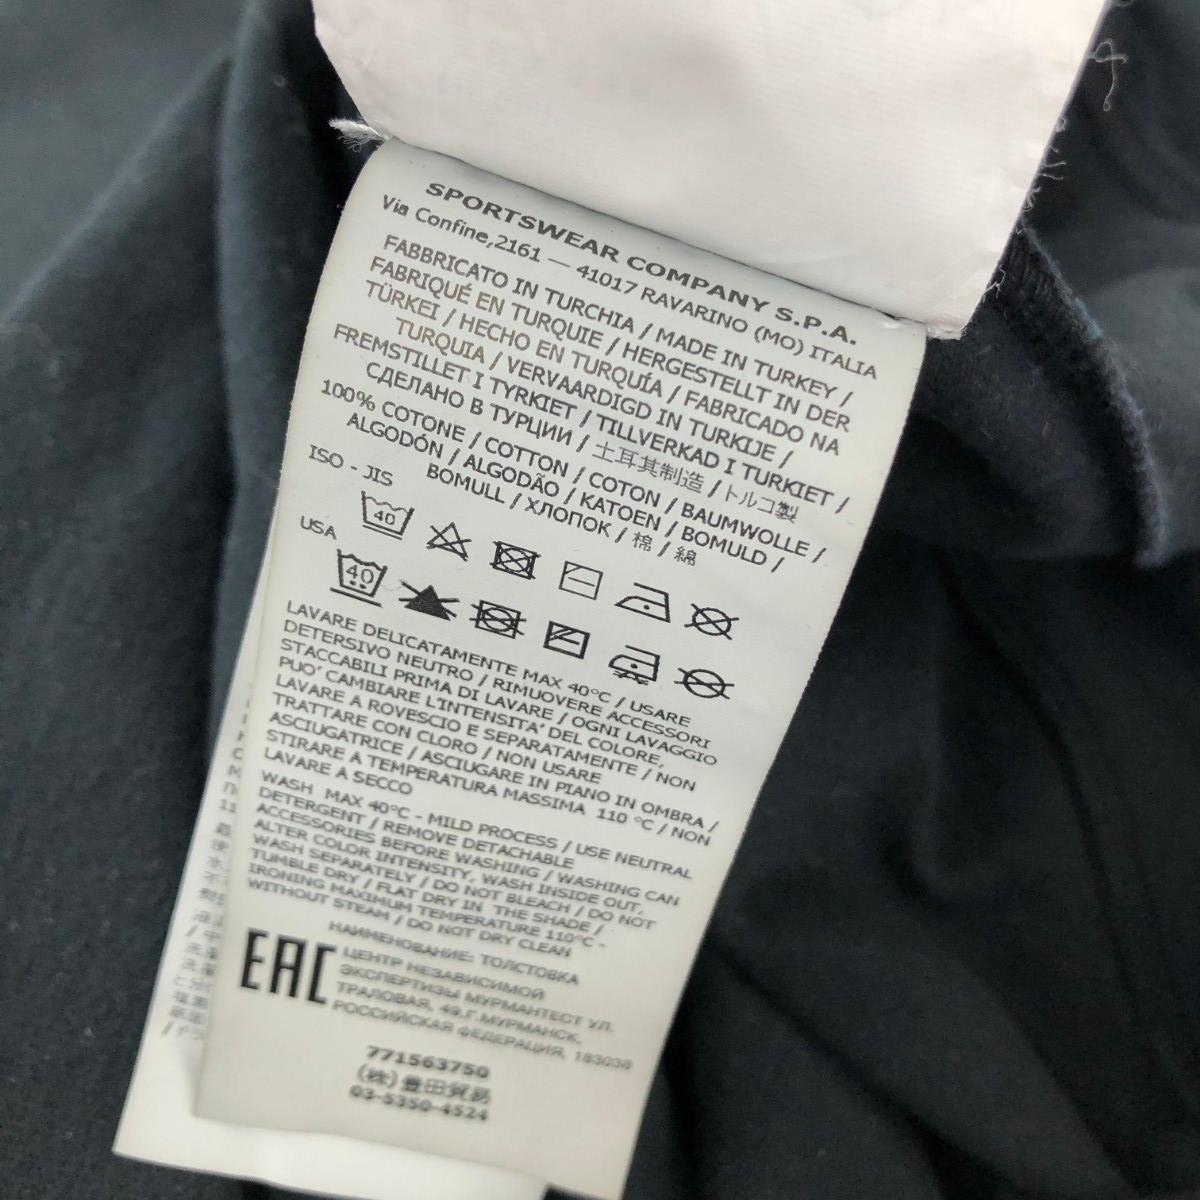 SPORTSWEAR COMPANY S.P.A.
Via Confine,2161 — 41017 RAVARINO (MO) ITALIA
FABBRICATO IN TURCHIA / MADE IN TURKEY /
FABRIQUÉ EN TURQUIE / HERGESTELLT IN DER
TÜRKEI / HECHO EN TURQUÍA / FABRICADO NA
TURQUIA / VERVAARDIGD IN TURKIJE /
FREMSTILLET I TYRKIET / TILLVERKAD I TURKIET /
СДЕЛАНО В ТУРЦИИ / 土耳其制造 / トルコ製
100% COTONE / COTTON / COTON / BAUMWOLLE /
ALGODÓN / ALGODÃO / KATOEN / BOMULD /
BOMULL / ХЛОПОК / 棉 / 綿
ISO - JIS
40
USA
40
LAVARE DELICATAMENTE MAX 40°C / USARE
DETERSIVO NEUTRO / RIMUOVERE ACCESSORI
STACCABILI PRIMA DI LAVARE / OGNI LAVAGGIO
PUO' CAMBIARE L'INTENSITA' DEL COLORE,
LAVARE A ROVESCIO E SEPARATAMENTE / NON
TRATTARE CON CLORO / NON USARE
ASCIUGATRICE / ASCIUGARE IN PIANO IN OMBRA /
STIRARE A TEMPERATURA MASSIMA 110 °C / NON
LAVARE A SECCO
WASH MAX 40°C - MILD PROCESS / USE NEUTRAL
DETERGENT / REMOVE DETACHABLE
ACCESSORIES BEFORE WASHING / WASHING CAN
ALTER COLOR INTENSITY, WASH INSIDE OUT,
WASH SEPARATELY / DO NOT BLEACH / DO NOT
TUMBLE DRY / FLAT DRY IN THE SHADE /
IRONING MAXIMUM TEMPERATURE 110°C -
WITHOUT STEAM / DO NOT DRY CLEAN
EAC
НАИМЕНОВАНИЕ: ТОЛСТОВКА
ЦЕНТР НЕЗАВИСИМОЙ
ЭКСПЕРТИЗЫ МУРМАНТЕСТ УЛ.
ТРАЛОВАЯ, 49.Г.МУРМАНСК,
РОССИЙСКАЯ ФЕДЕРАЦИЯ, 183038
771563750
(株)豊田貿易
03-5350-4524